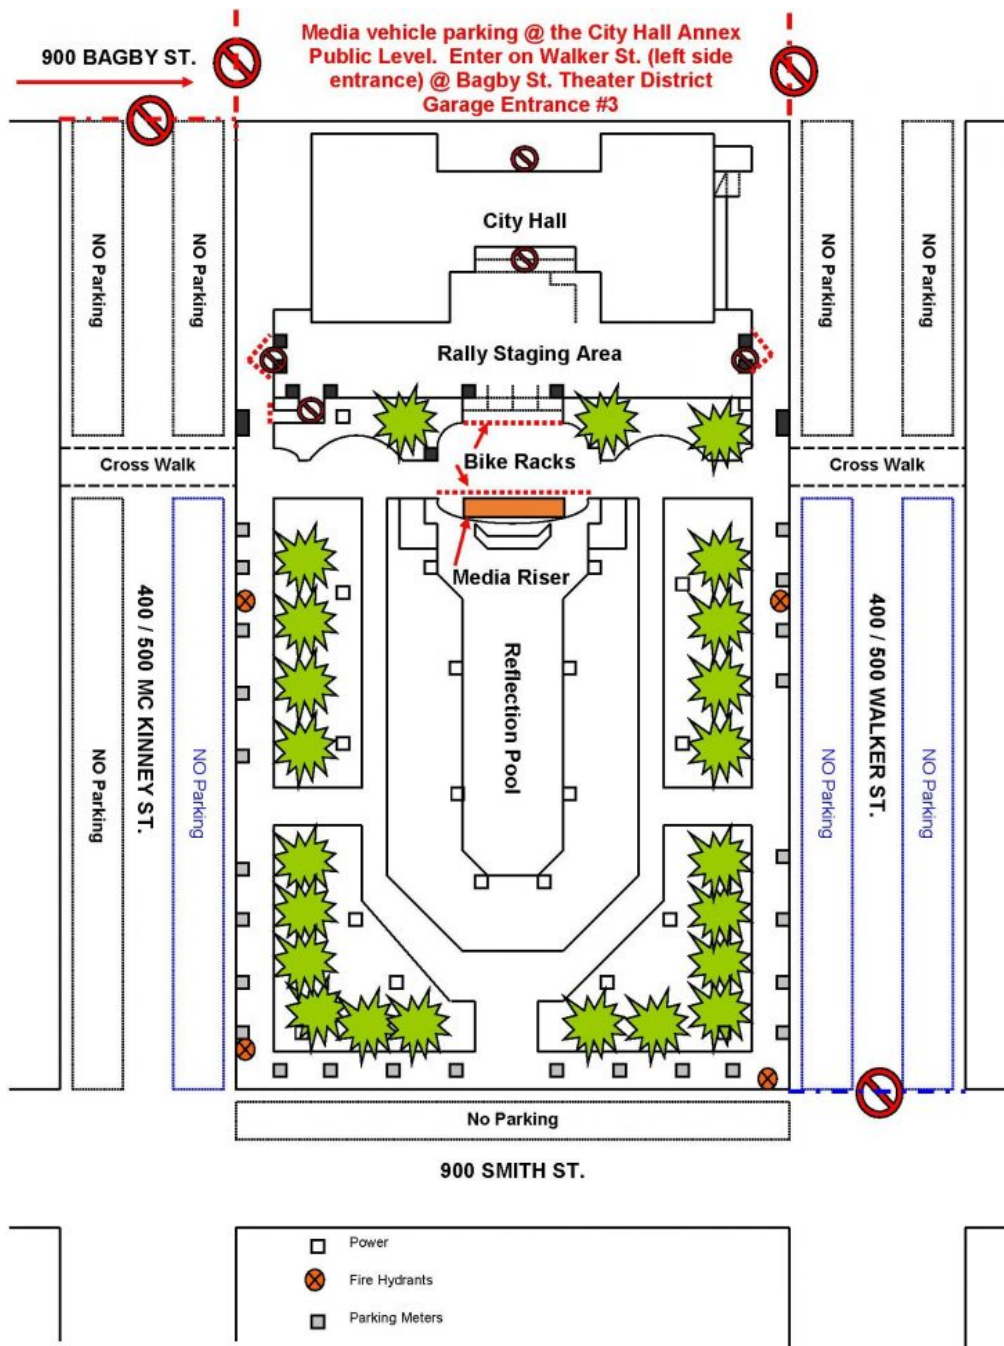 Media vehicle parking @ the City Hall Annex
Public Level.  Enter on Walker St. (left side
entrance) @ Bagby St. Theater District
Garage Entrance #3
900 BAGBY ST.
NO Parking
NO Parking
NO Parking
NO Parking
City Hall
Rally Staging Area
Cross Walk
Bike Racks
Cross Walk
Media Riser
400 / 500 MC KINNEY ST.
400 / 500 WALKER ST.
Reflection Pool
NO Parking
NO Parking
NO Parking
NO Parking
No Parking
900 SMITH ST.
Power
Fire Hydrants
Parking Meters